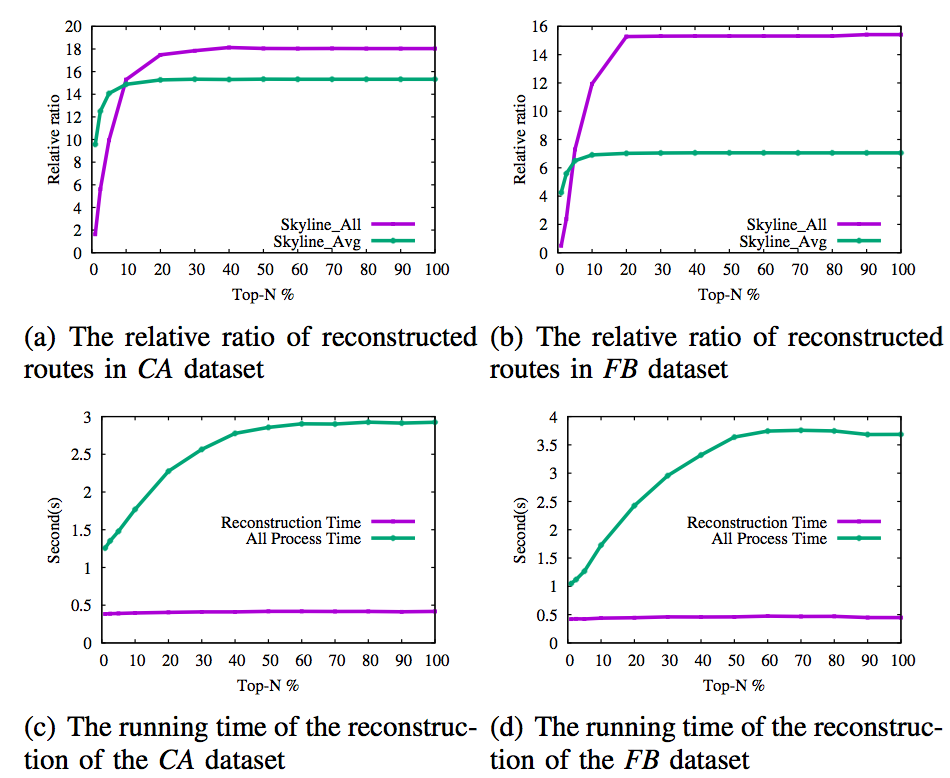 20
18
16
14
12
10
8
6
4
2
0
Relative ratio
Skyline_All
Skyline_Avg
0 10 20 30 40 50 60 70 80 90 100
Top-N %
16
14
12
10
8
6
4
2
0
Relative ratio
Skyline_All
Skyline_Avg
0 10 20 30 40 50 60 70 80 90 100
Top-N %
(a) The relative ratio of reconstructed
routes in CA dataset
(b) The relative ratio of reconstructed
routes in FB dataset
3
2.5
2
1.5
1
0.5
0
Second(s)
Reconstruction Time
All Process Time
0 10 20 30 40 50 60 70 80 90 100
Top-N %
4
3.5
3
2.5
2
1.5
1
0.5
0
Second(s)
Reconstruction Time
All Process Time
0 10 20 30 40 50 60 70 80 90 100
Top-N %
(c) The running time of the reconstruc-
tion of the CA dataset
(d) The running time of the reconstruc-
tion of the FB dataset